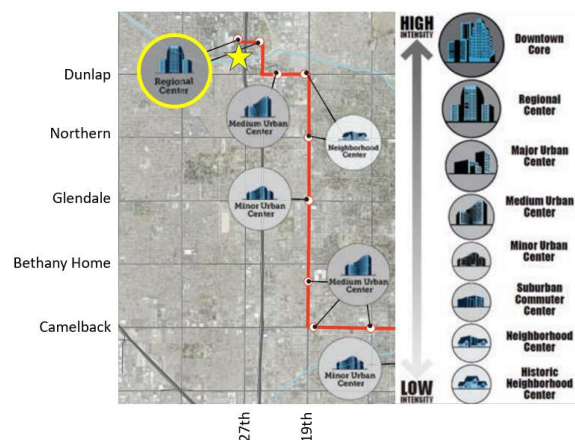 Dunlap
Northern
Glendale
Bethany Home
Camelback
27th
19th
Regional
Center
Medium Urban
Center
Neighborhood
Center
Minor Urban
Center
Medium Urban
Center
Minor Urban
Center
HIGH
INTENSITY
LOW
INTENSITY
Downtown
Core
Regional
Center
Major Urban
Center
Medium Urban
Center
Minor Urban
Center
Suburban
Commuter
Center
Neighborhood
Center
Historic
Neighborhood
Center